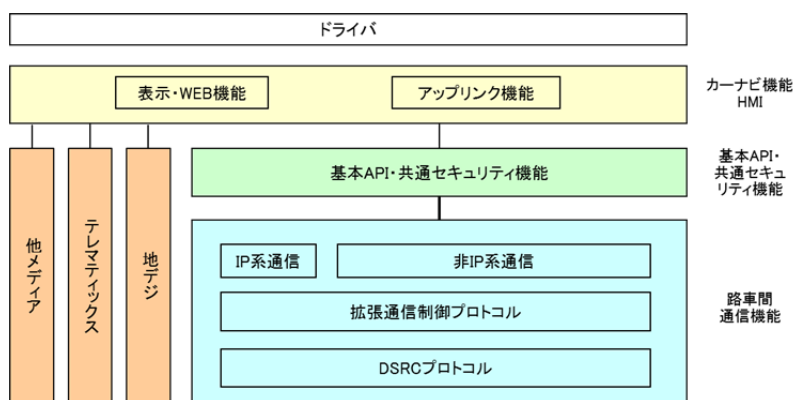 ドライバ
表示・WEB機能
アップリンク機能
カーナビ機能
HMI
基本API・共通セキュリティ機能
基本API・
共通セキュ
リティ機能
他メディア
テレマティックス
地デジ
IP系通信
非IP系通信
拡張通信制御プロトコル
DSRCプロトコル
路車間
通信機能